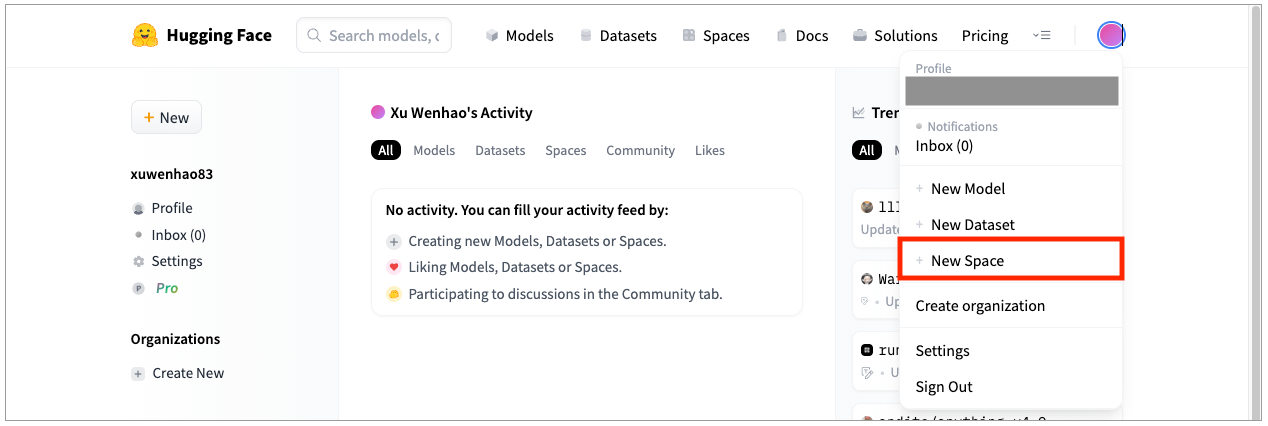 Hugging Face
Search models, c
Models
Datasets
Spaces
Docs
Solutions
Pricing
+ New
xuwenhao83
Profile
Inbox (0)
Settings
P Pro
Organizations
+ Create New
Xu Wenhao's Activity
All Models Datasets Spaces Community Likes
No activity. You can fill your activity feed by:
+ Creating new Models, Datasets or Spaces.
Liking Models, Datasets or Spaces.
Participating to discussions in the Community tab.
All
Profile
Notifications
Inbox (0)
+ New Model
+ New Dataset
+ New Space
Create organization
Settings
Sign Out